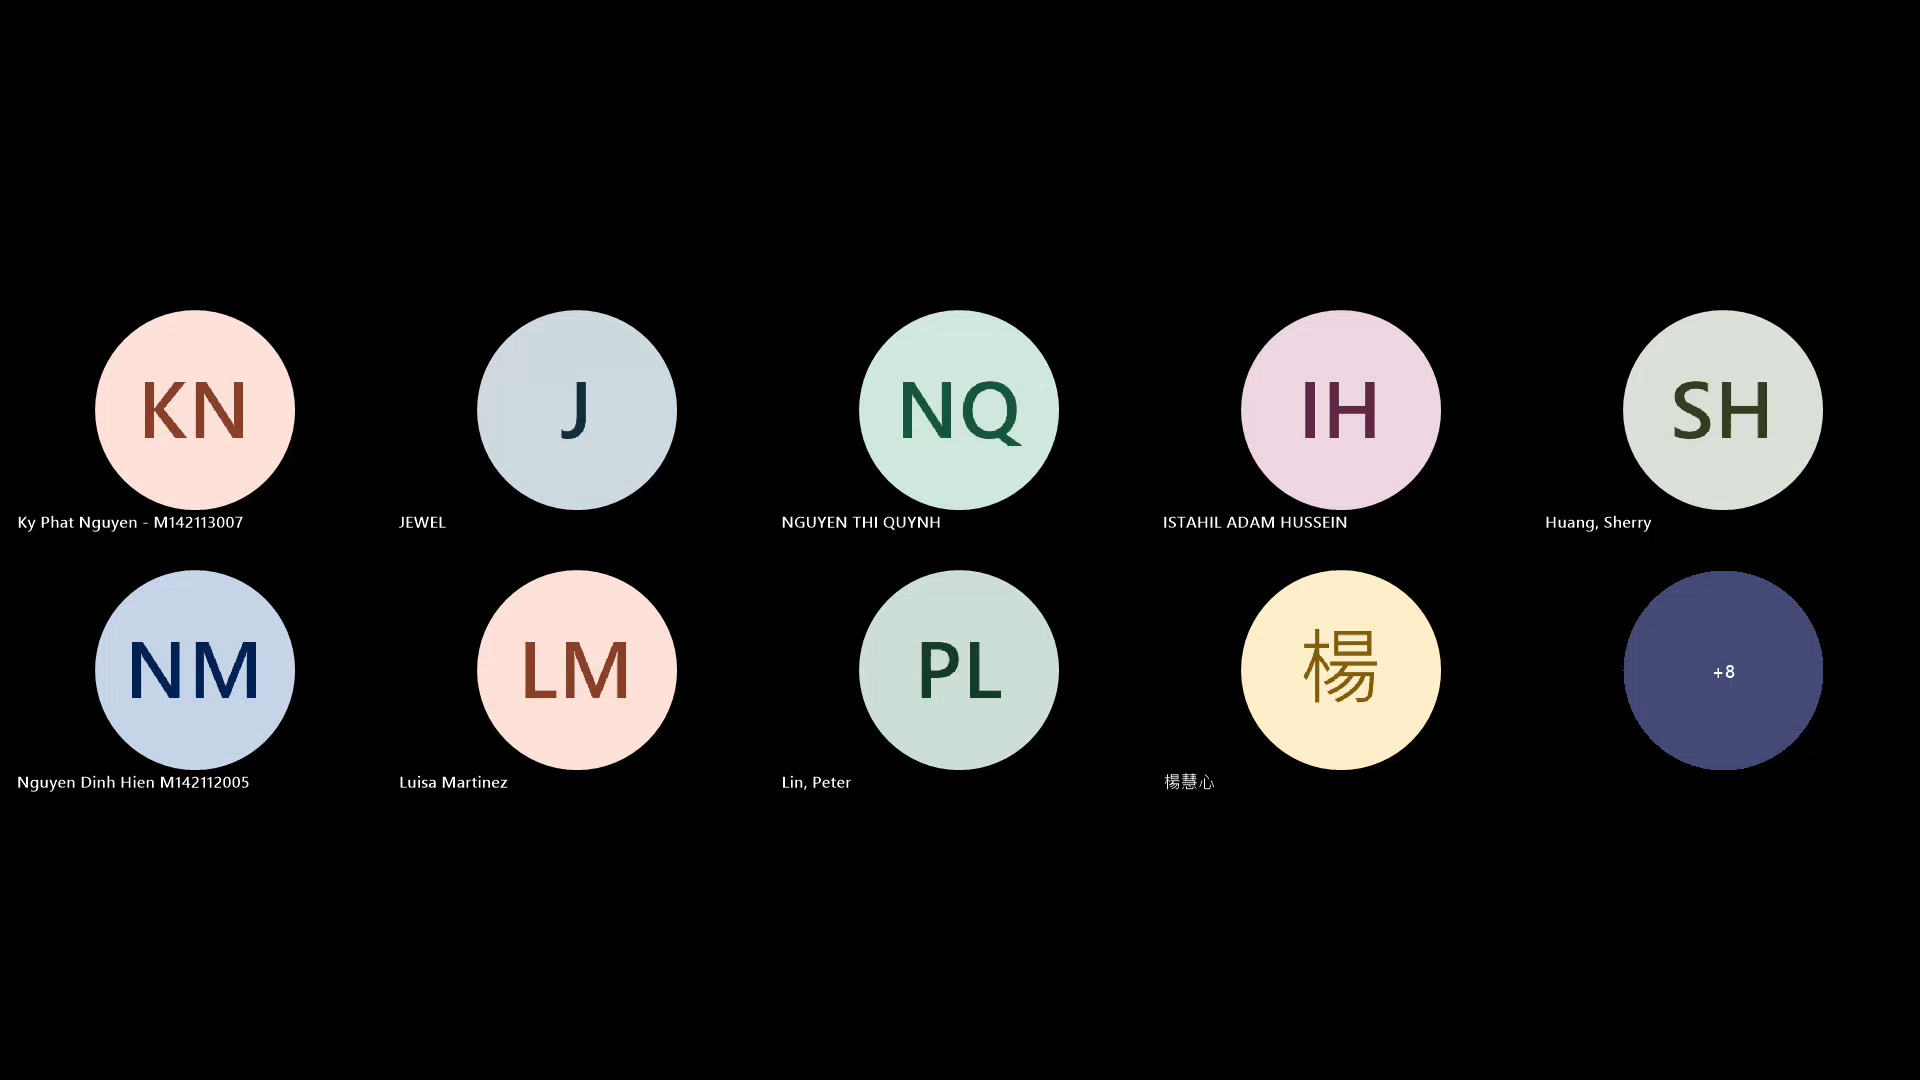 KN
J
NQ
IH
SH
Ky Phat Nguyen - M142113007
JEWEL
NGUYEN THI QUYNH
ISTAHIL ADAM HUSSEIN
Huang, Sherry
NM
LM
PL
楊
+8
Nguyen Dinh Hien M142112005
Luisa Martinez
Lin, Peter
楊慧心